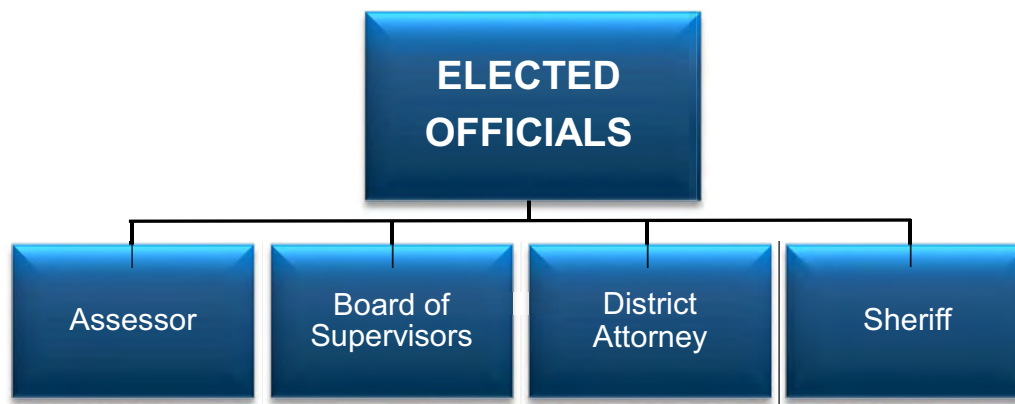 ELECTED
OFFICIALS
Assessor
Board of
Supervisors
District
Attorney
Sheriff